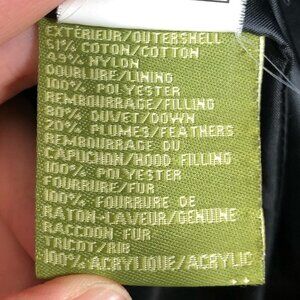 EXTÉRIEUR/OUTERSHELL
51% COTON/COTTON
49% NYLON
DOUBLURE/LINING
100% POLYESTER
REMBOURRAGE/FILLING
80% DUVET/DOWN
20% PLUMES/FEATHERS
REMBOURRAGE DU
CAPUCHON/HOOD FILLING
100% POLYESTER
FOURRURE/FUR
100% FOURRURE DE
RATON-LAVEUR/GENUINE
RACCOON FUR
TRICOT/RIB
100% ACRYLIQUE/ACRYLIC